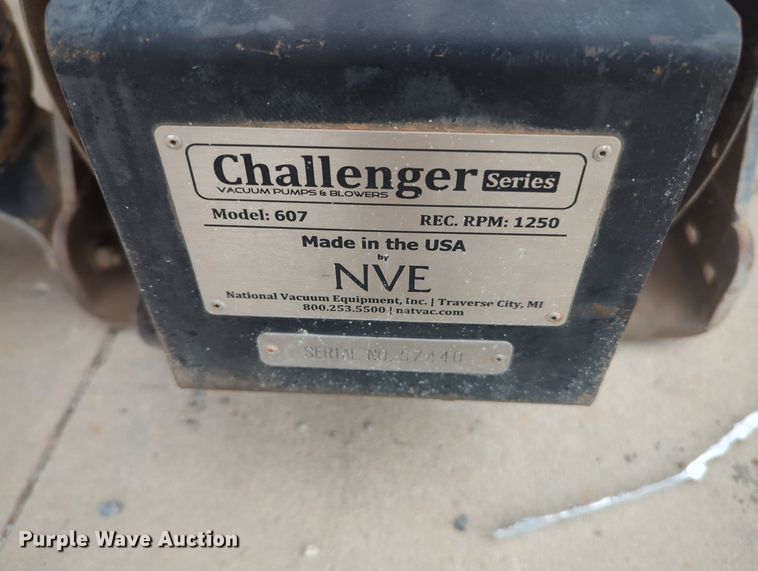 Challenger Series
VACUUM PUMPS & BLOWERS
Model: 607 REC. RPM: 1250
Made in the USA
by
NVE
National Vacuum Equipment, Inc. | Traverse City, MI
800.253.5500 | natvac.com
SERIAL NO. 57440
Purple Wave Auction